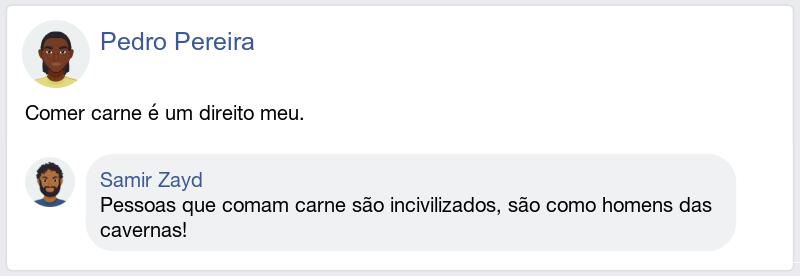 Pedro Pereira
Comer carne é um direito meu.
Samir Zayd
Pessoas que comam carne são incivilizados, são como homens das
cavernas!